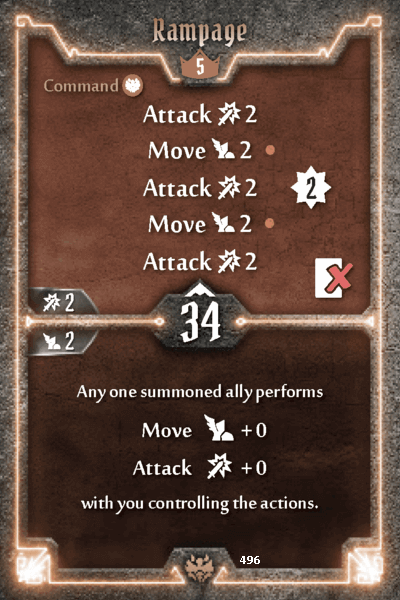 Rampage
5
Command
Attack 2
Move 2
Attack 2
2
Move 2
Attack 2
2
34
2
Any one summoned ally performs
Move +0
Attack +0
with you controlling the actions.
496